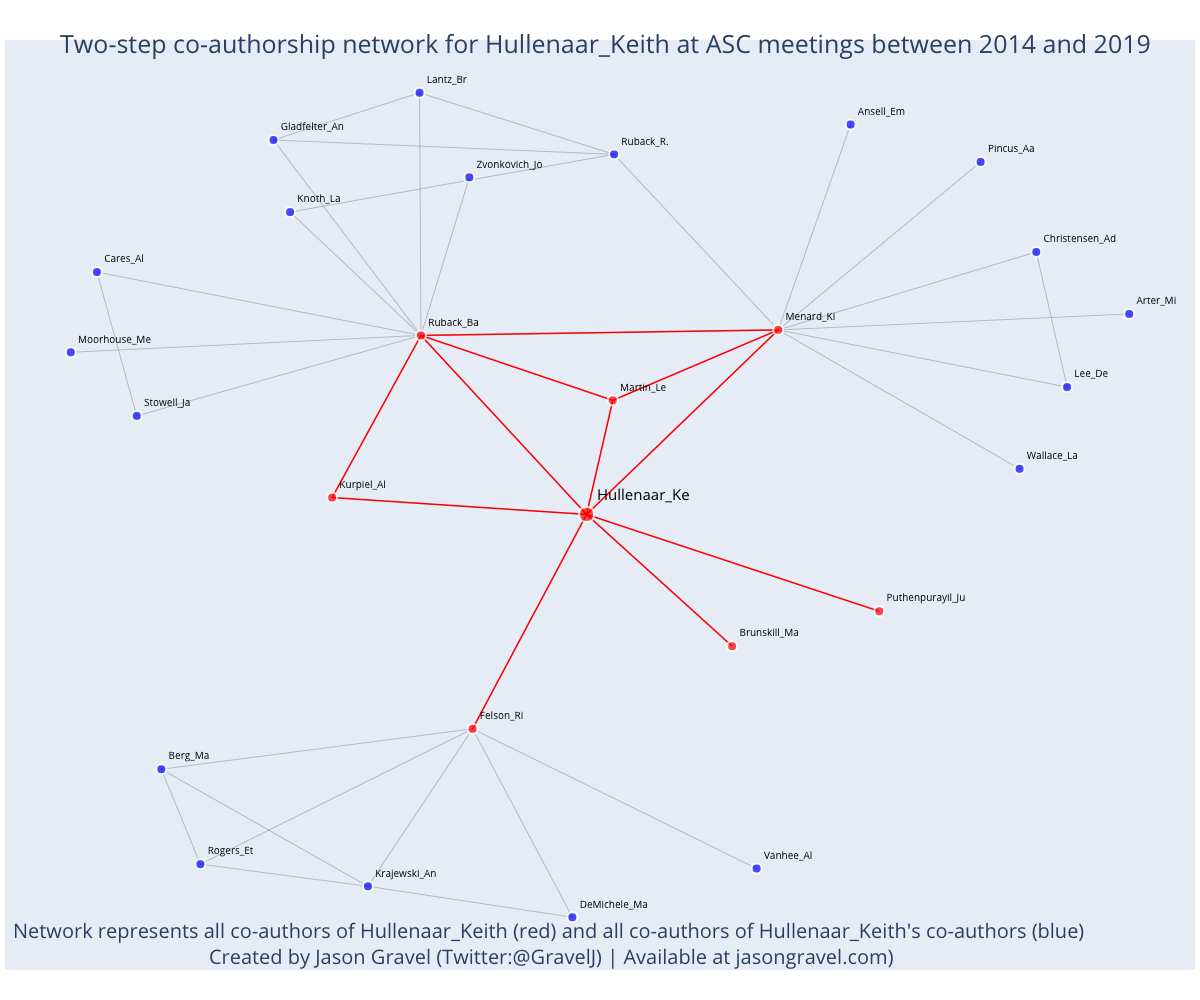 Two-step co-authorship network for Hullenaar_Keith at ASC meetings between 2014 and 2019
Lantz_Br
Ansell_Em
Gladfelter_An
Ruback_R.
Pincus_Aa
Zvonkovich_Jo
Knoth_La
Christensen_Ad
Cares_Al
Arter_Mi
Menard_Ki
Ruback_Ba
Moorhouse_Me
Lee_De
Martin_Le
Stowell_Ja
Wallace_La
Kurpiel_Al
Hullenaar_Ke
Puthenpurayil_Ju
Brunskill_Ma
Felson_Ri
Berg_Ma
Rogers_Et
Vanhee_Al
Krajewski_An
DeMichele_Ma
Network represents all co-authors of Hullenaar_Keith (red) and all co-authors of Hullenaar_Keith's co-authors (blue)
Created by Jason Gravel (Twitter:@GravelJ) | Available at jasongravel.com)